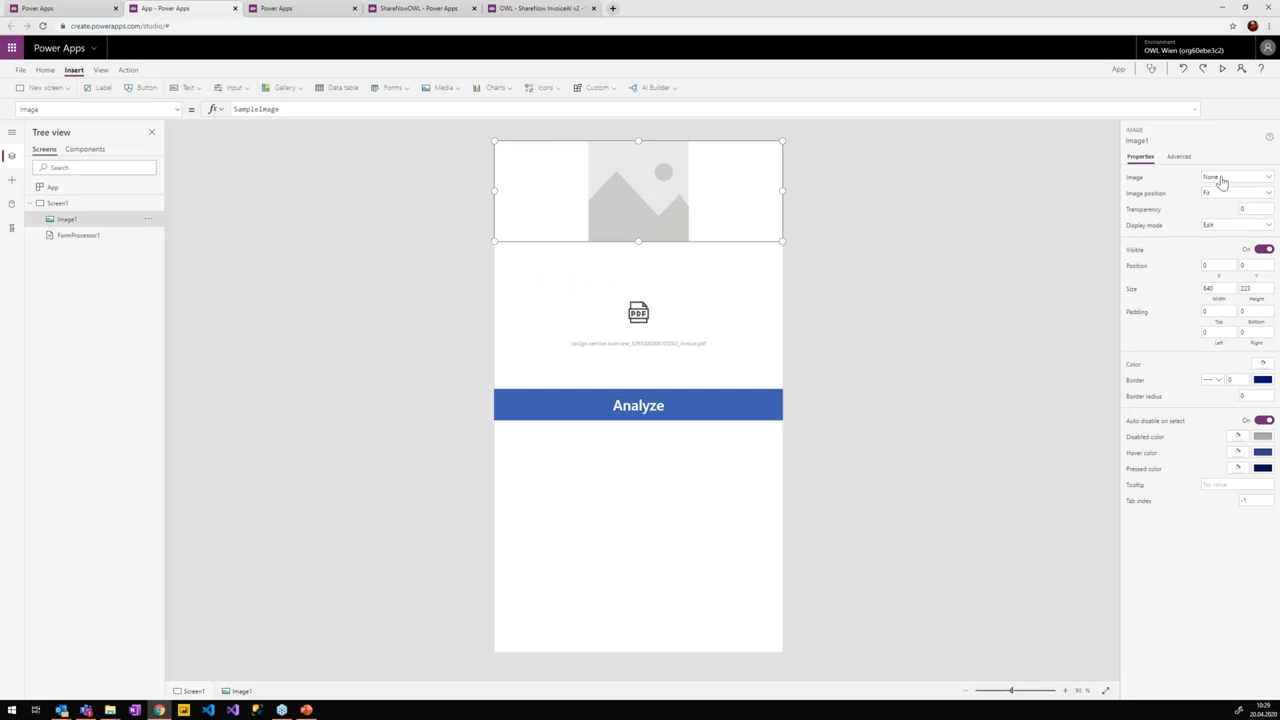 Power Apps
App - Power Apps
Power Apps
ShareNowOWL - Power Apps
OWL - ShareNow InvoiceAI v2 -
create.powerapps.com/studio/#
Power Apps
Environment
OWL Wien (org60ebe3c2)
File
Home
Insert
View
Action
App
New screen
Label
Button
Text
Input
Gallery
Data table
Forms
Media
Charts
Icons
Custom
AI Builder
Image
=
fx
SampleImage
Tree view
Screens
Components
Search
App
Screen1
Image1
FormProcessor1
PDF
Analyze
IMAGE
Image1
Properties
Advanced
Image
None
Image position
Fit
Transparency
0
Display mode
Edit
Visible
On
Position
0
0
X
Y
Size
640
223
Width
Height
Padding
0
0
Top
Bottom
0
0
Left
Right
Color
Border
0
Border radius
0
Auto disable on select
On
Disabled color
Hover color
Pressed color
Tooltip
No value
Tab index
-1
Screen1
Image1
90 %
10:29
20.04.2020